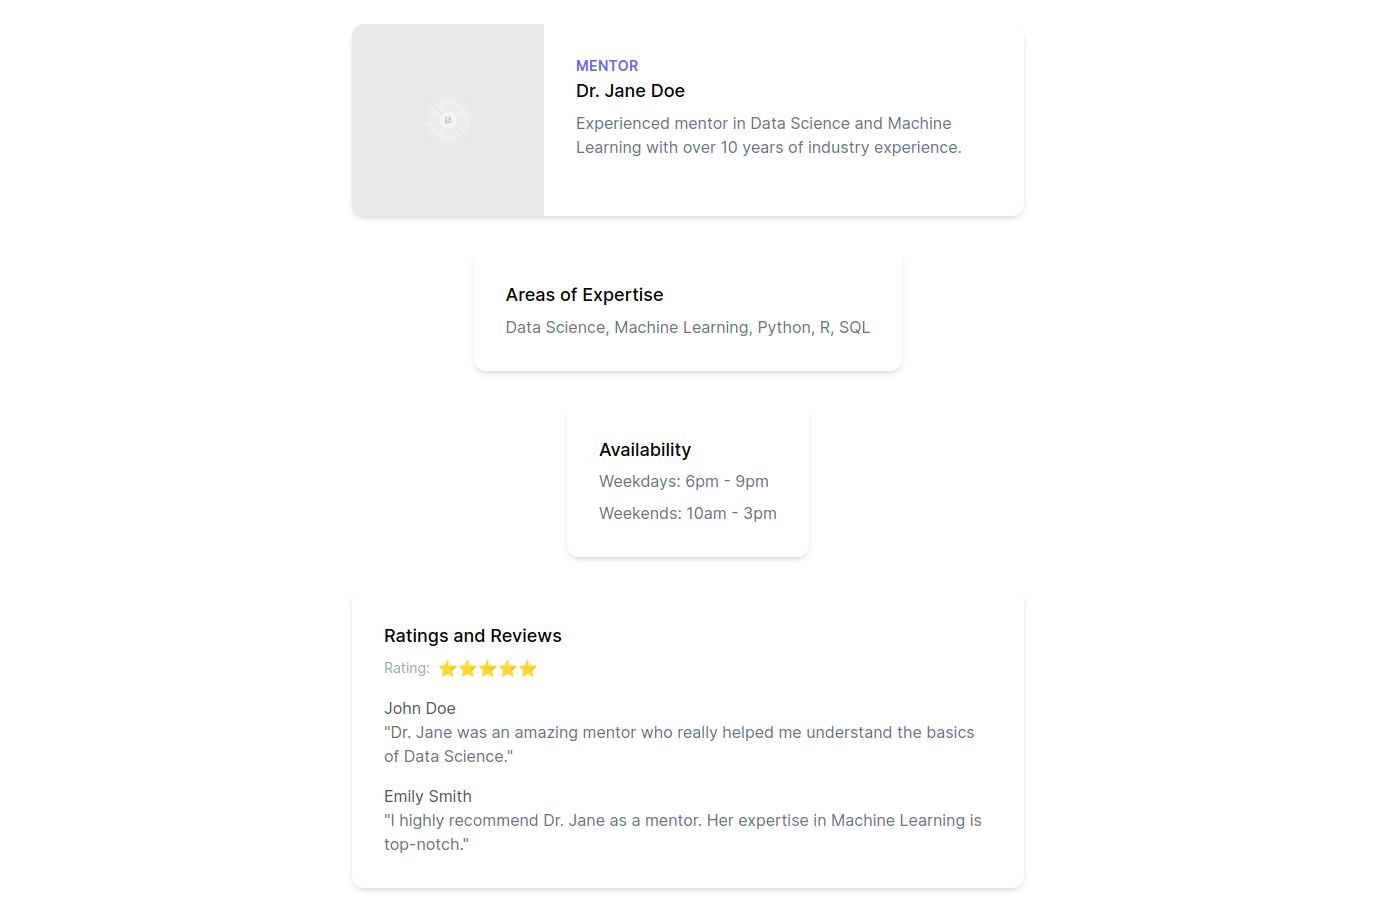 MENTOR
Dr. Jane Doe
Experienced mentor in Data Science and Machine
Learning with over 10 years of industry experience.
Areas of Expertise
Data Science, Machine Learning, Python, R, SQL
Availability
Weekdays: 6pm - 9pm
Weekends: 10am - 3pm
Ratings and Reviews
Rating: ⭐⭐⭐⭐⭐
John Doe
"Dr. Jane was an amazing mentor who really helped me understand the basics
of Data Science."
Emily Smith
"I highly recommend Dr. Jane as a mentor. Her expertise in Machine Learning is
top-notch."